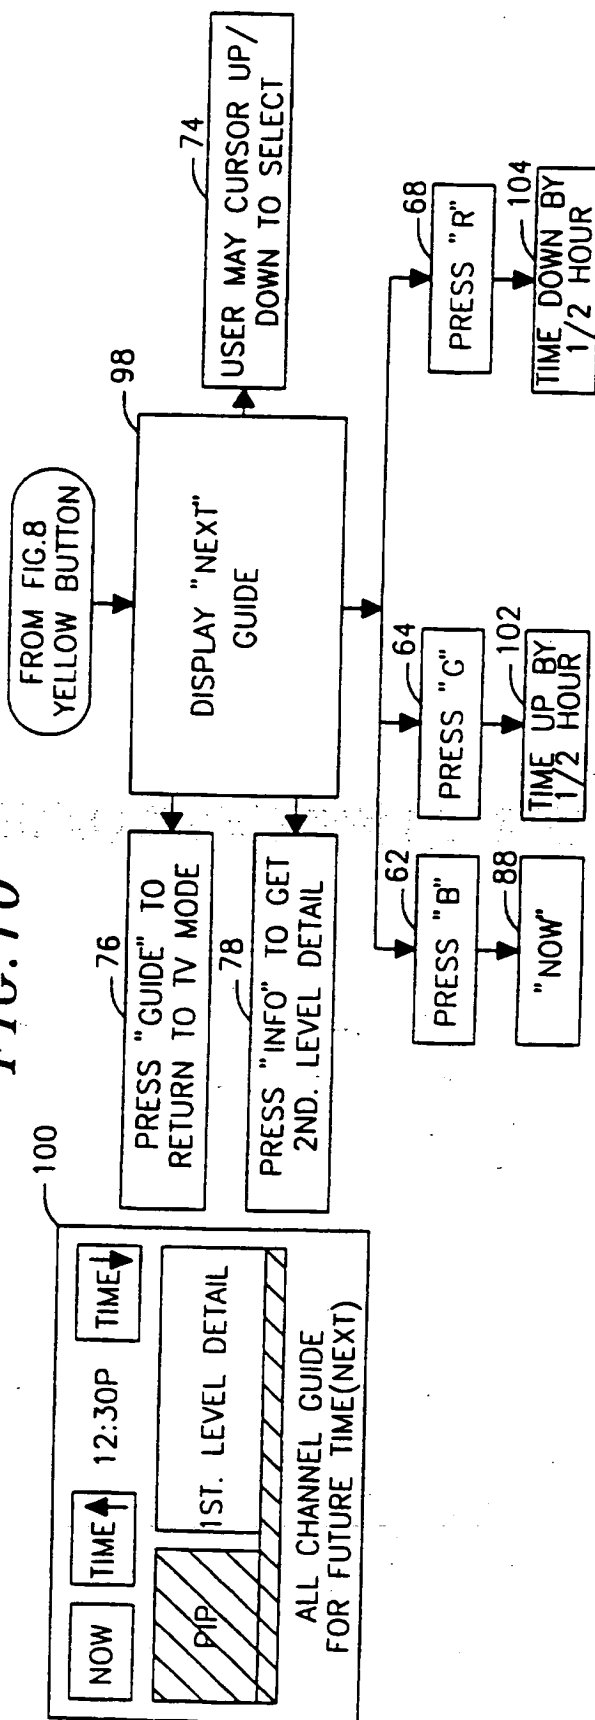 FIG.10
100
NOW
TIME
12:30P
TIME
PIP
1ST. LEVEL DETAIL
ALL CHANNEL GUIDE
FOR FUTURE TIME(NEXT)
FROM FIG.8
YELLOW BUTTON
98
DISPLAY "NEXT"
GUIDE
76
PRESS "GUIDE" TO
RETURN TO TV MODE
78
PRESS "INFO" TO GET
2ND. LEVEL DETAIL
74
USER MAY CURSOR UP/
DOWN TO SELECT
62
PRESS "B"
88
"NOW"
64
PRESS "G"
102
TIME UP BY
1/2 HOUR
68
PRESS "R"
104
TIME DOWN BY
1/2 HOUR